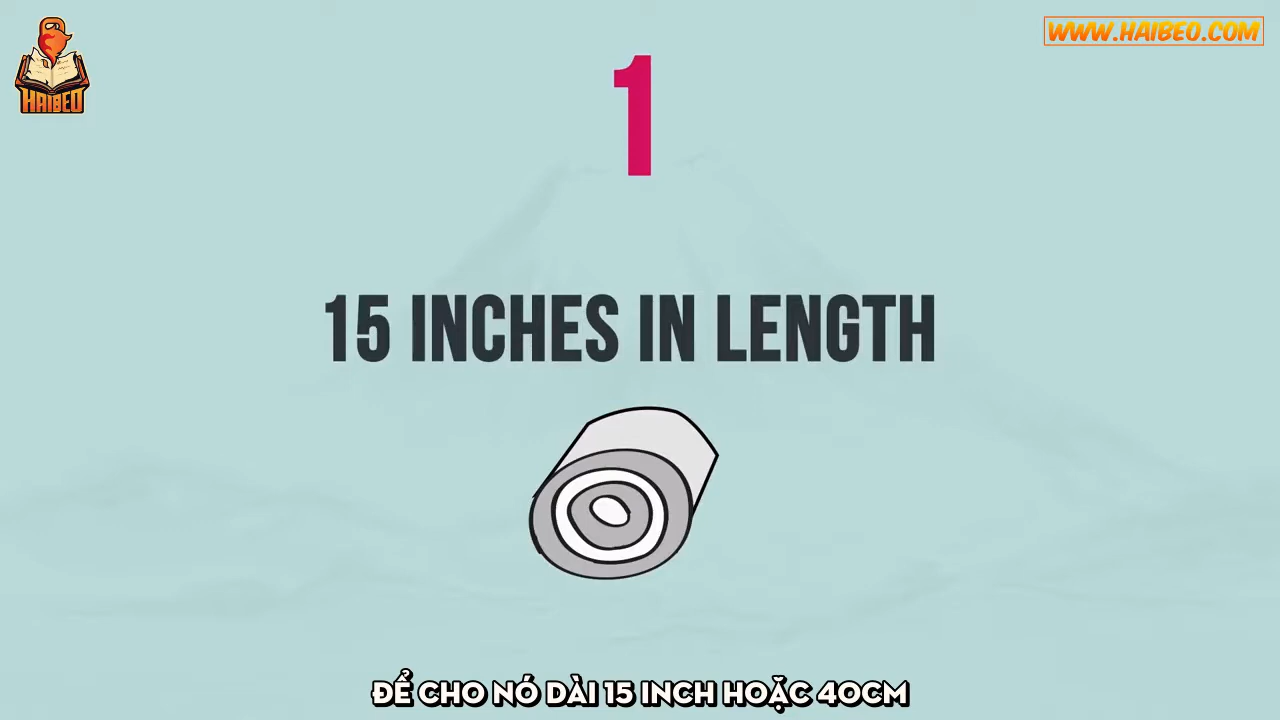 HAIBEO
WWW.HAIBEO.COM
1
15 INCHES IN LENGTH
ĐỂ CHO NÓ DÀI 15 INCH HOẶC 40CM